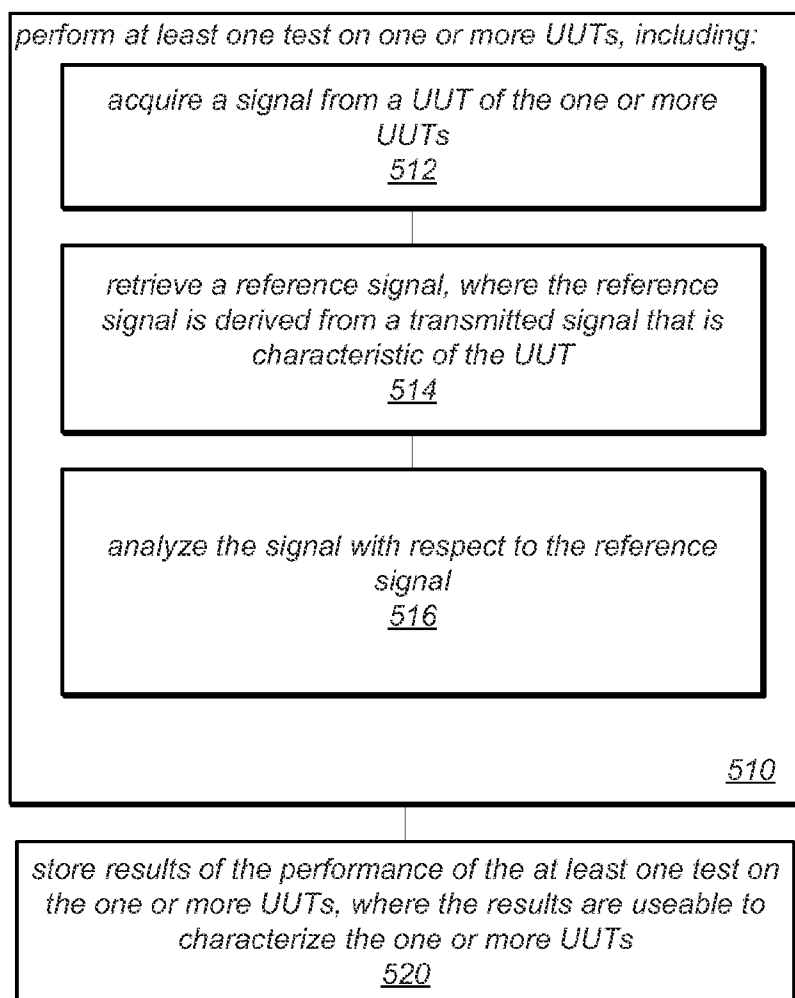 perform at least one test on one or more UUTs, including:
acquire a signal from a UUT of the one or more
UUTs
512
retrieve a reference signal, where the reference
signal is derived from a transmitted signal that is
characteristic of the UUT
514
analyze the signal with respect to the reference
signal
516
510
store results of the performance of the at least one test on
the one or more UUTs, where the results are useable to
characterize the one or more UUTs
520